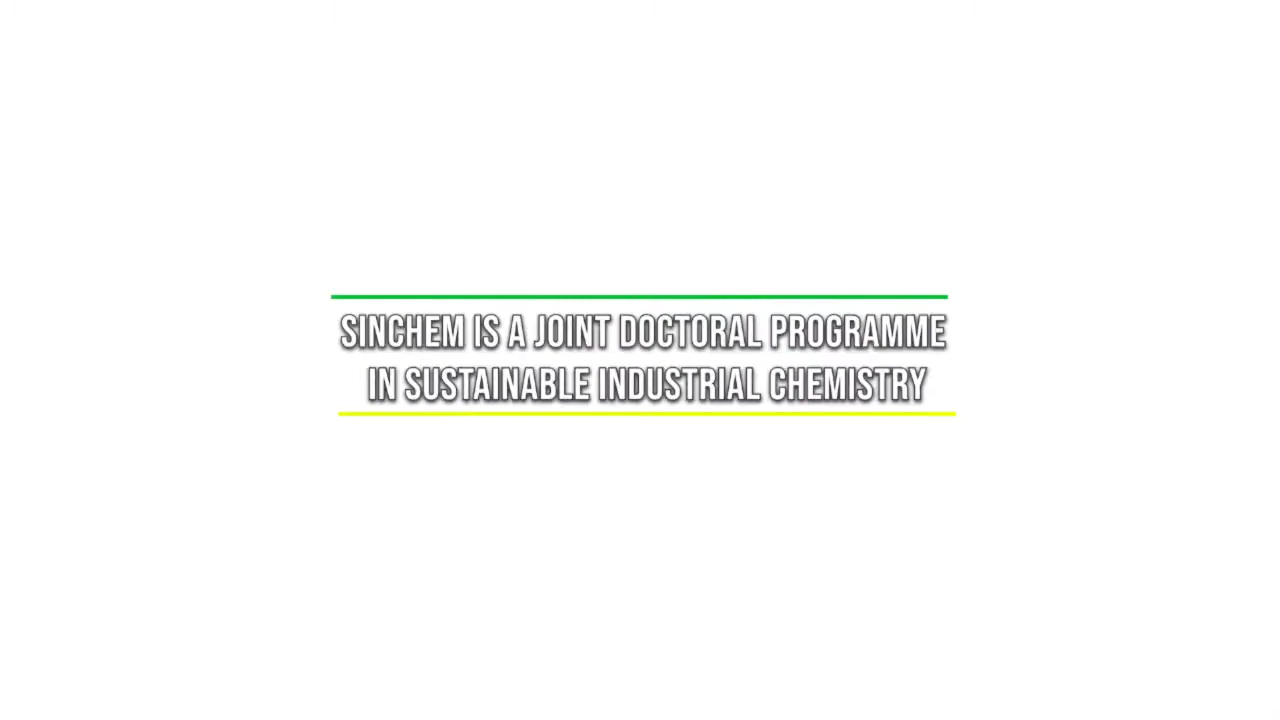 SINCHEM IS A JOINT DOCTORAL PROGRAMME
IN SUSTAINABLE INDUSTRIAL CHEMISTRY